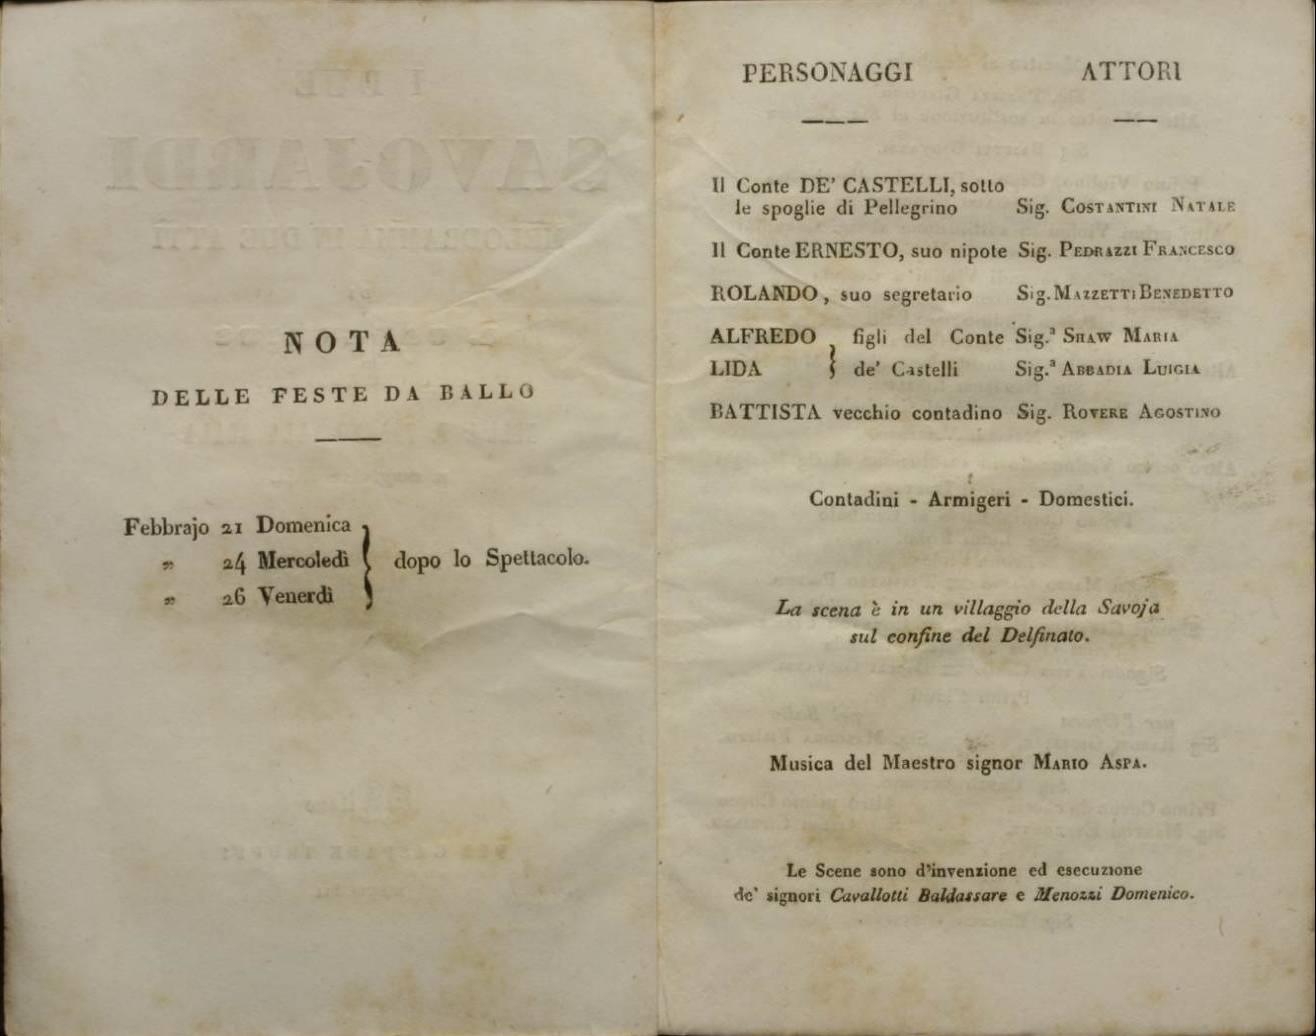 NOTA
DELLE FESTE DA BALLO
Febbrajo 21 Domenica
„ 24 Mercoledì } dopo lo Spettacolo.
„ 26 Venerdì
PERSONAGGI ATTORI
Il Conte DE' CASTELLI, sotto
le spoglie di Pellegrino Sig. COSTANTINI NATALE
Il Conte ERNESTO, suo nipote Sig. PEDRAZZI FRANCESCO
ROLANDO, suo segretario Sig. MAZZETTI BENEDETTO
ALFREDO } figli del Conte Sig.ª SHAW MARIA
LIDA } de' Castelli Sig.ª ABBADIA LUIGIA
BATTISTA vecchio contadino Sig. ROVERE AGOSTINO
Contadini - Armigeri - Domestici.
La scena è in un villaggio della Savoja
sul confine del Delfinato.
Musica del Maestro signor MARIO ASPA.
Le Scene sono d'invenzione ed esecuzione
de' signori Cavallotti Baldassare e Menozzi Domenico.